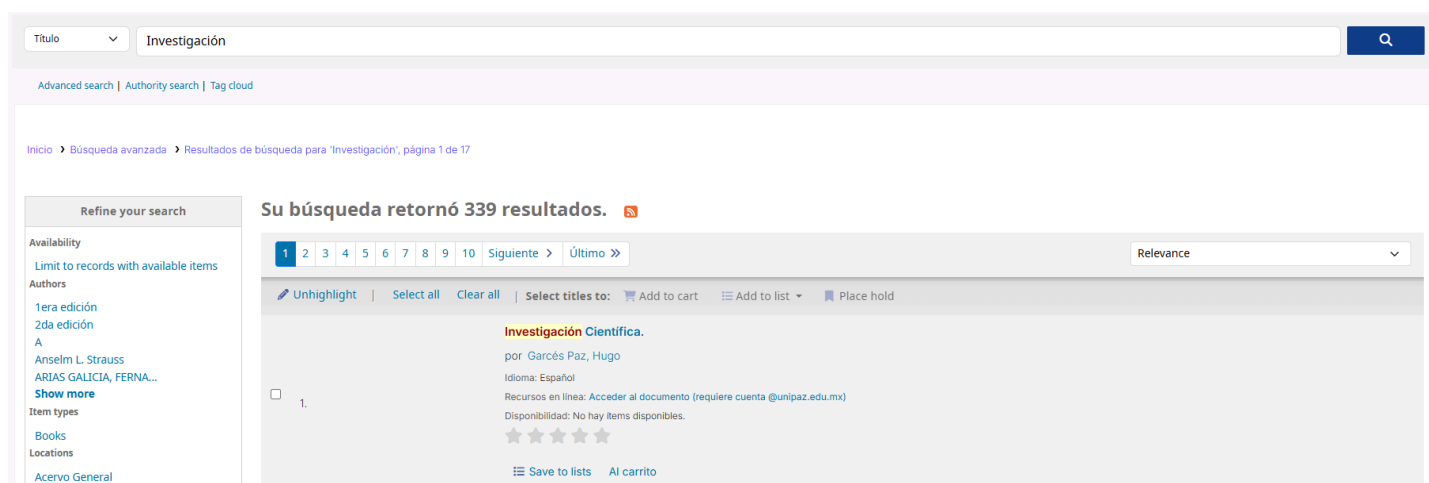 Título
Investigación
Advanced search | Authority search | Tag cloud
Inicio › Búsqueda avanzada › Resultados de búsqueda para 'Investigación', página 1 de 17
Refine your search
Availability
Limit to records with available items
Authors
1era edición
2da edición
A
Anselm L. Strauss
ARIAS GALICIA, FERNA...
Show more
Item types
Books
Locations
Acervo General
Su búsqueda retornó 339 resultados.
1 2 3 4 5 6 7 8 9 10 Siguiente › Último »
Relevance
Unhighlight | Select all Clear all | Select titles to: Add to cart Add to list Place hold
1.
Investigación Científica.
por Garcés Paz, Hugo
Idioma: Español
Recursos en línea: Acceder al documento (requiere cuenta @unipaz.edu.mx)
Disponibilidad: No hay ítems disponibles.
Save to lists Al carrito